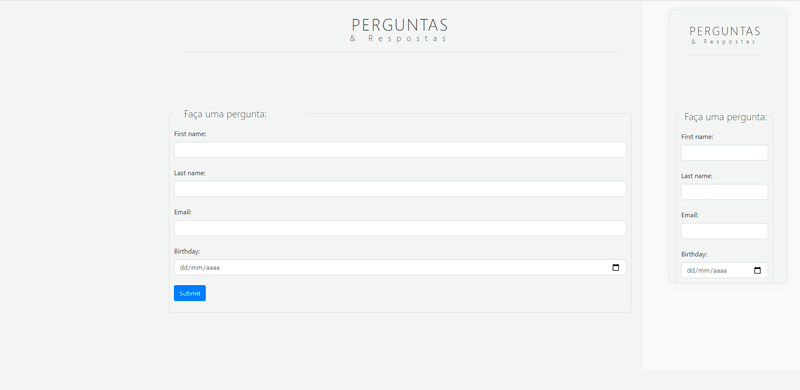 PERGUNTAS
& Respostas
Faça uma pergunta:
First name:
Last name:
Email:
Birthday:
dd/mm/aaaa
Submit
PERGUNTAS
& Respostas
Faça uma pergunta:
First name:
Last name:
Email:
Birthday:
dd/mm/aaaa